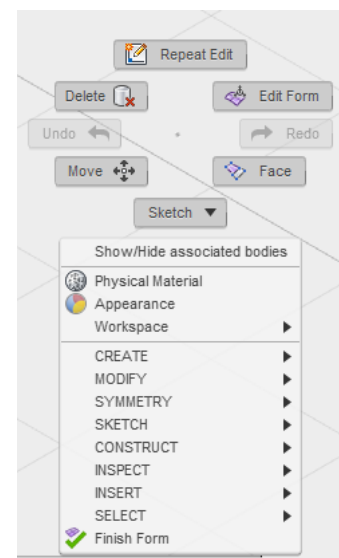 Repeat Edit
Delete Edit Form
Undo Redo
Move Face
Sketch
Show/Hide associated bodies
Physical Material
Appearance
Workspace
CREATE
MODIFY
SYMMETRY
SKETCH
CONSTRUCT
INSPECT
INSERT
SELECT
Finish Form